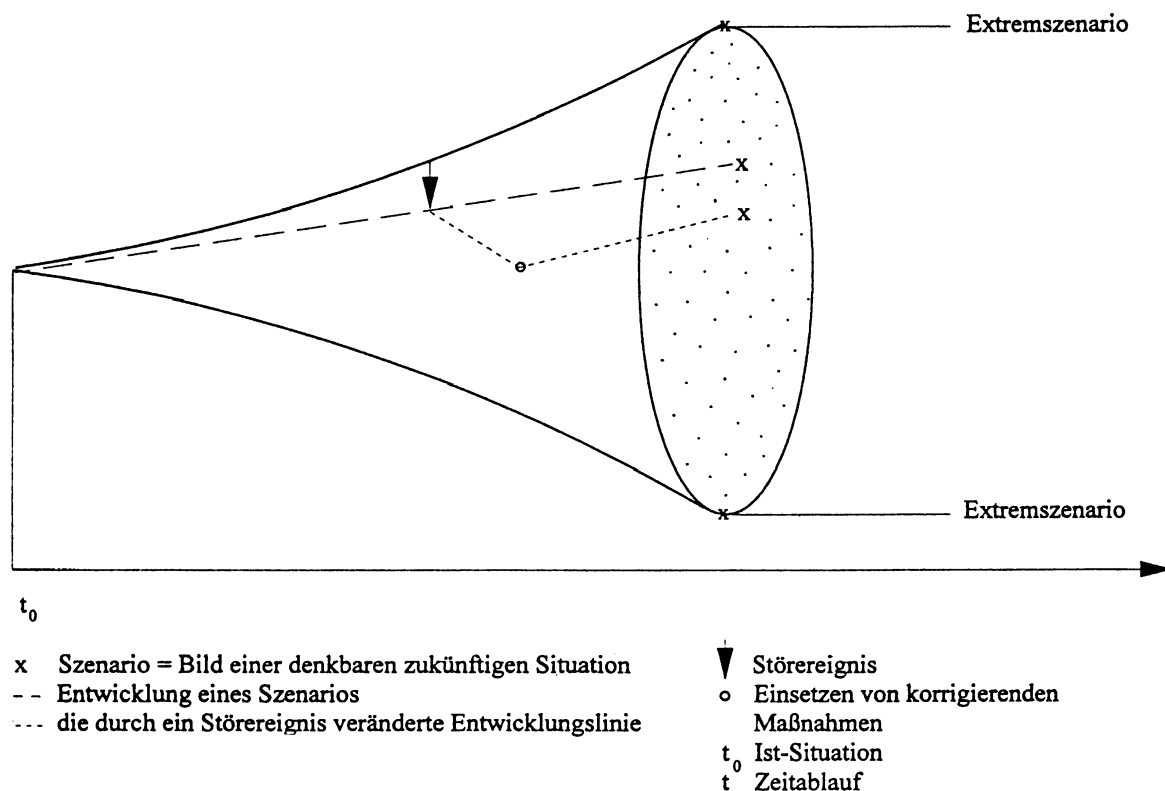 x
Extremszenario
x
x
x
Extremszenario
t0
x Szenario = Bild einer denkbaren zukünftigen Situation
-- Entwicklung eines Szenarios
--- die durch ein Störereignis veränderte Entwicklungslinie
Störereignis
o Einsetzen von korrigierenden
Maßnahmen
t0 Ist-Situation
t Zeitablauf